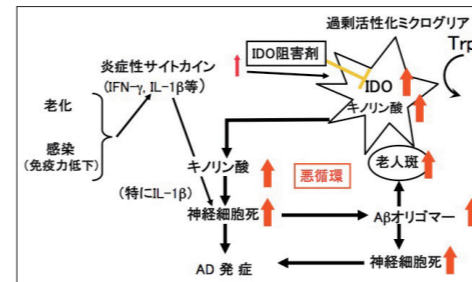 過剰活性化ミクログリア
Trp
IDO阻害剤
炎症性サイトカイン
(IFN-γ, IL-1β等)
IDO
キノリン酸
老化
感染
(免疫力低下)
老人斑
キノリン酸
悪循環
(特にIL-1β)
神経細胞死
Aβオリゴマー
AD 発症
神経細胞死